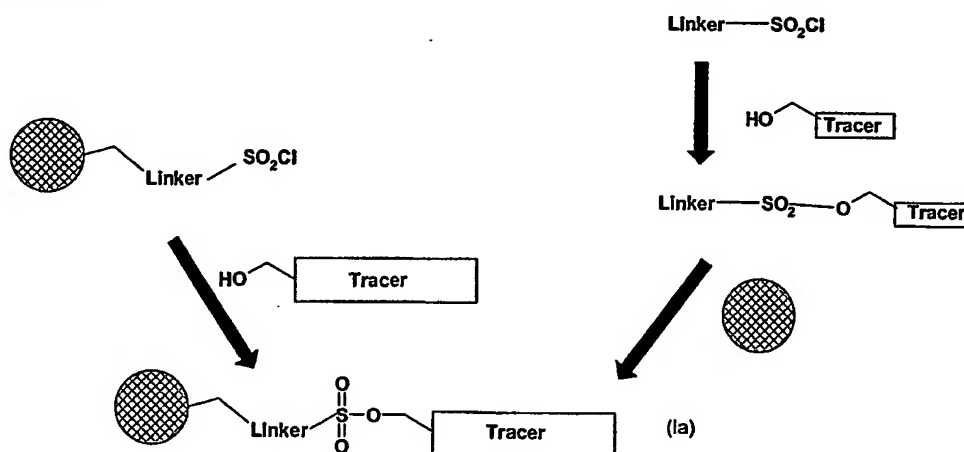 Linker—SO2Cl
HO Tracer
SO2Cl
Linker
Linker—SO2—O Tracer
HO Tracer
O
Linker S O Tracer (Ia)
O